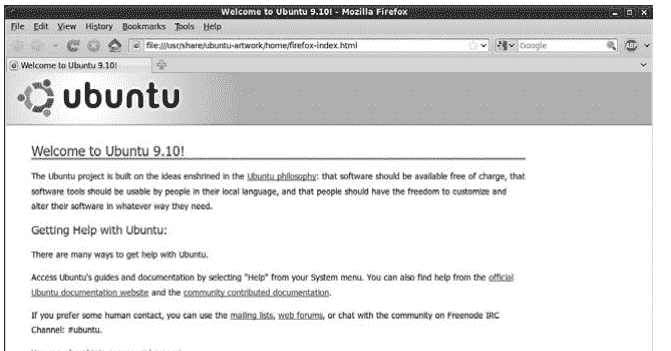 Welcome to Ubuntu 9.10! - Mozilla Firefox
File Edit View History Bookmarks Tools Help
file:///usr/share/ubuntu-artwork/home/firefox-index.html Google ABP
Welcome to Ubuntu 9.10!
ubuntu
Welcome to Ubuntu 9.10!
The Ubuntu project is built on the ideas enshrined in the Ubuntu philosophy: that software should be available free of charge, that
software tools should be usable by people in their local language, and that people should have the freedom to customize and
alter their software in whatever way they need.
Getting Help with Ubuntu:
There are many ways to get help with Ubuntu.
Access Ubuntu's guides and documentation by selecting "Help" from your System menu. You can also find help from the official
Ubuntu documentation website and the community contributed documentation.
If you prefer some human contact, you can use the mailing lists, web forums, or chat with the community on Freenode IRC
Channel: #ubuntu.